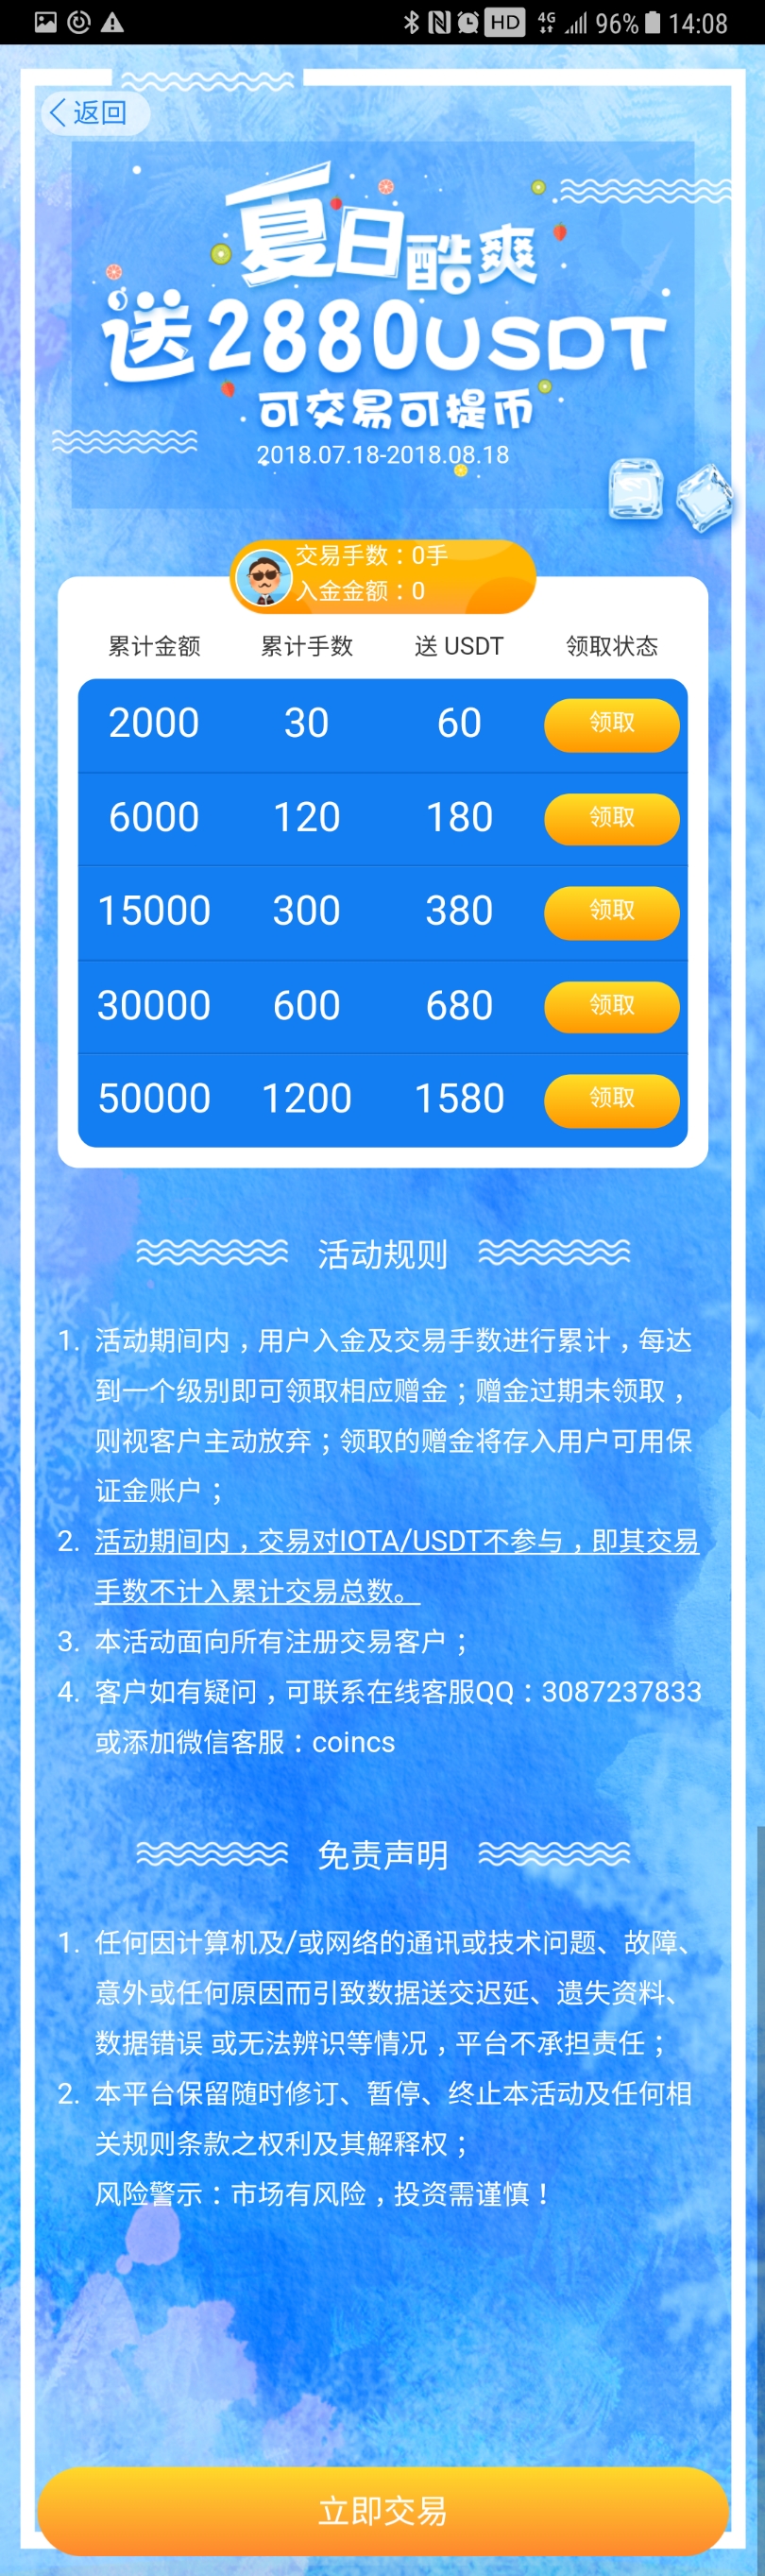 HD 4G 96% 14:08
返回
夏日酷爽
送2880USDT
可交易可提币
2018.07.18-2018.08.18
交易手数：0手
入金金额：0
累计金额 累计手数 送 USDT 领取状态
2000 30 60 领取
6000 120 180 领取
15000 300 380 领取
30000 600 680 领取
50000 1200 1580 领取
活动规则
1. 活动期间内，用户入金及交易手数进行累计，每达
到一个级别即可领取相应赠金；赠金过期未领取，
则视客户主动放弃；领取的赠金将存入用户可用保
证金账户；
2. 活动期间内，交易对IOTA/USDT不参与，即其交易
手数不计入累计交易总数。
3. 本活动面向所有注册交易客户；
4. 客户如有疑问，可联系在线客服QQ：3087237833
或添加微信客服：coincs
免责声明
1. 任何因计算机及/或网络的通讯或技术问题、故障、
意外或任何原因而引致数据送交迟延、遗失资料、
数据错误 或无法辨识等情况，平台不承担责任；
2. 本平台保留随时修订、暂停、终止本活动及任何相
关规则条款之权利及其解释权；
风险警示：市场有风险，投资需谨慎！
立即交易